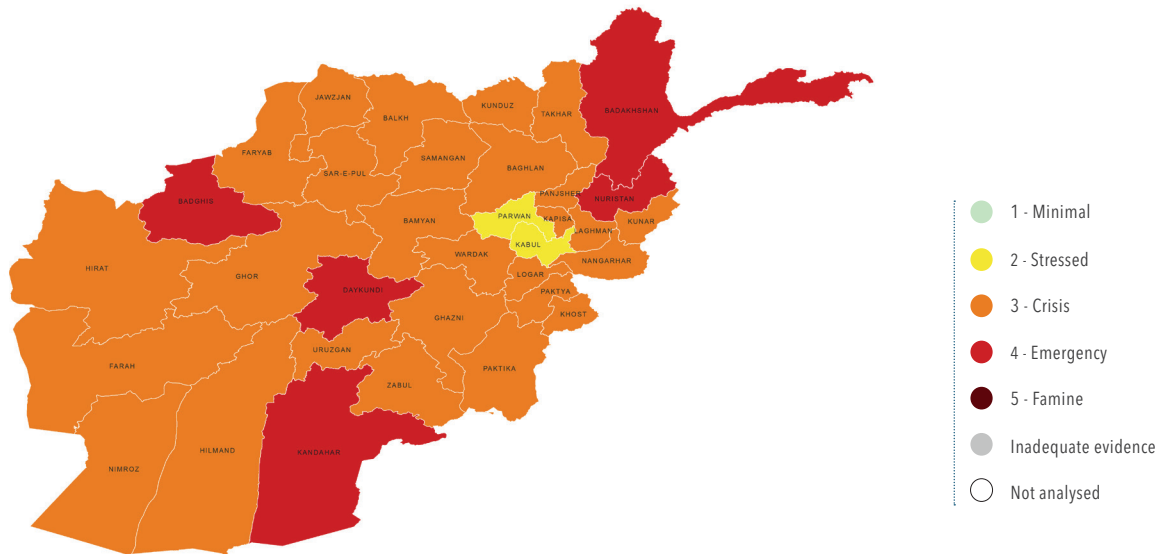 JAWZJAN
BALKH
KUNDUZ
TAKHAR
BADAKHSHAN
FARYAB
SAMANGAN
BAGHLAN
SAR-E-PUL
BADGHIS
PANJSHER
NURISTAN
PARWAN
KAPISA
KUNAR
BAMYAN
LAGHMAN
KABUL
WARDAK
NANGARHAR
HIRAT
GHOR
LOGAR
DAYKUNDI
PAKTYA
GHAZNI
KHOST
URUZGAN
FARAH
PAKTIKA
ZABUL
HILMAND
KANDAHAR
NIMROZ
1 - Minimal
2 - Stressed
3 - Crisis
4 - Emergency
5 - Famine
Inadequate evidence
Not analysed